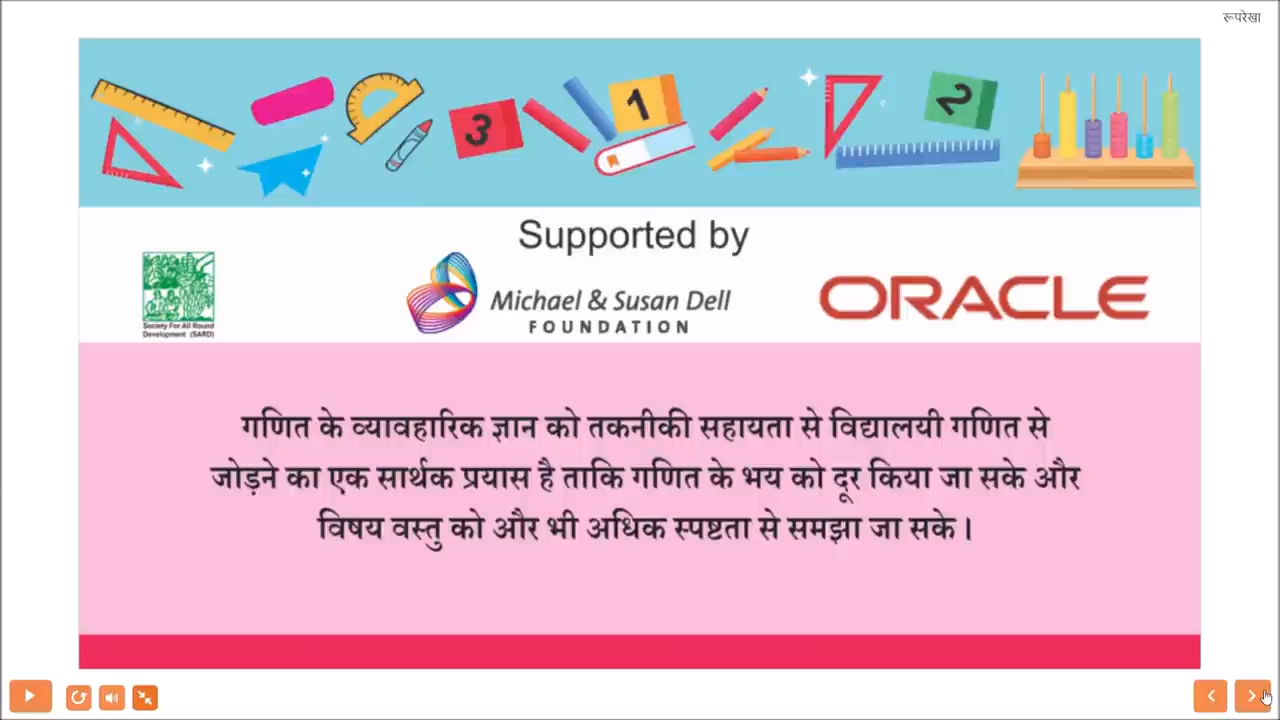 रूपरेखा
3
1
2
Supported by
Society For All Round
Development (SARD)
Michael & Susan Dell
FOUNDATION
ORACLE
गणित के व्यावहारिक ज्ञान को तकनीकी सहायता से विद्यालयी गणित से
जोड़ने का एक सार्थक प्रयास है ताकि गणित के भय को दूर किया जा सके और
विषय वस्तु को और भी अधिक स्पष्टता से समझा जा सके।